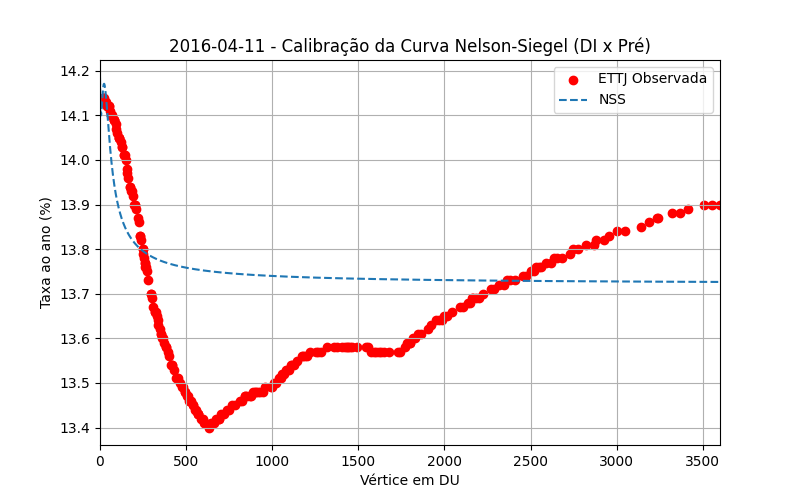 2016-04-11 - Calibração da Curva Nelson-Siegel (DI x Pré)
ETTJ Observada
NSS
14.2
14.1
14.0
13.9
13.8
13.7
13.6
13.5
13.4
Taxa ao ano (%)
0 500 1000 1500 2000 2500 3000 3500
Vértice em DU